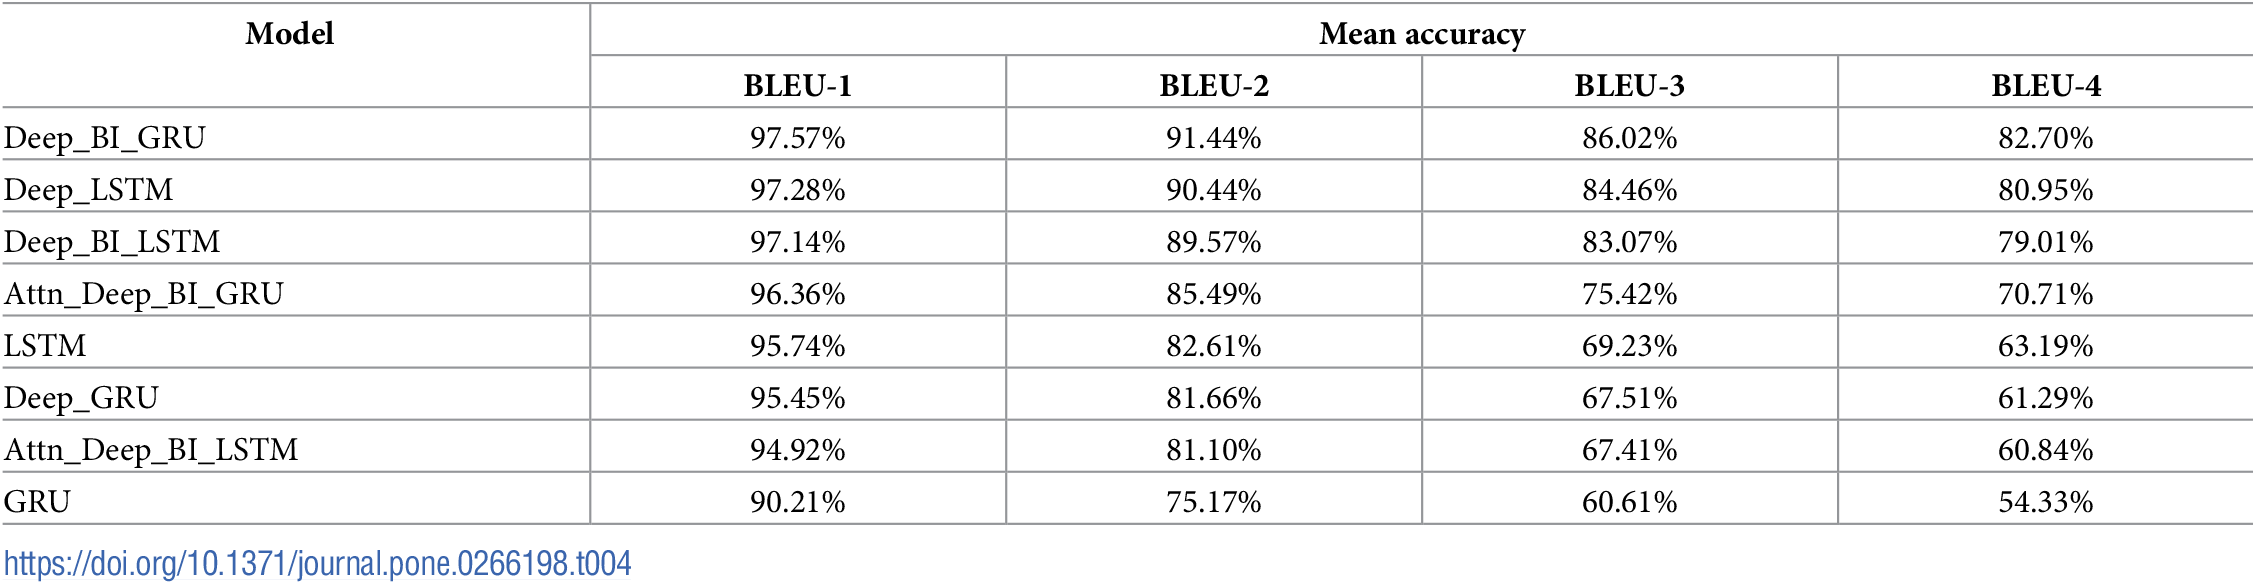 Model Mean accuracy
BLEU-1 BLEU-2 BLEU-3 BLEU-4
Deep_BI_GRU 97.57% 91.44% 86.02% 82.70%
Deep_LSTM 97.28% 90.44% 84.46% 80.95%
Deep_BI_LSTM 97.14% 89.57% 83.07% 79.01%
Attn_Deep_BI_GRU 96.36% 85.49% 75.42% 70.71%
LSTM 95.74% 82.61% 69.23% 63.19%
Deep_GRU 95.45% 81.66% 67.51% 61.29%
Attn_Deep_BI_LSTM 94.92% 81.10% 67.41% 60.84%
GRU 90.21% 75.17% 60.61% 54.33%
https://doi.org/10.1371/journal.pone.0266198.t004